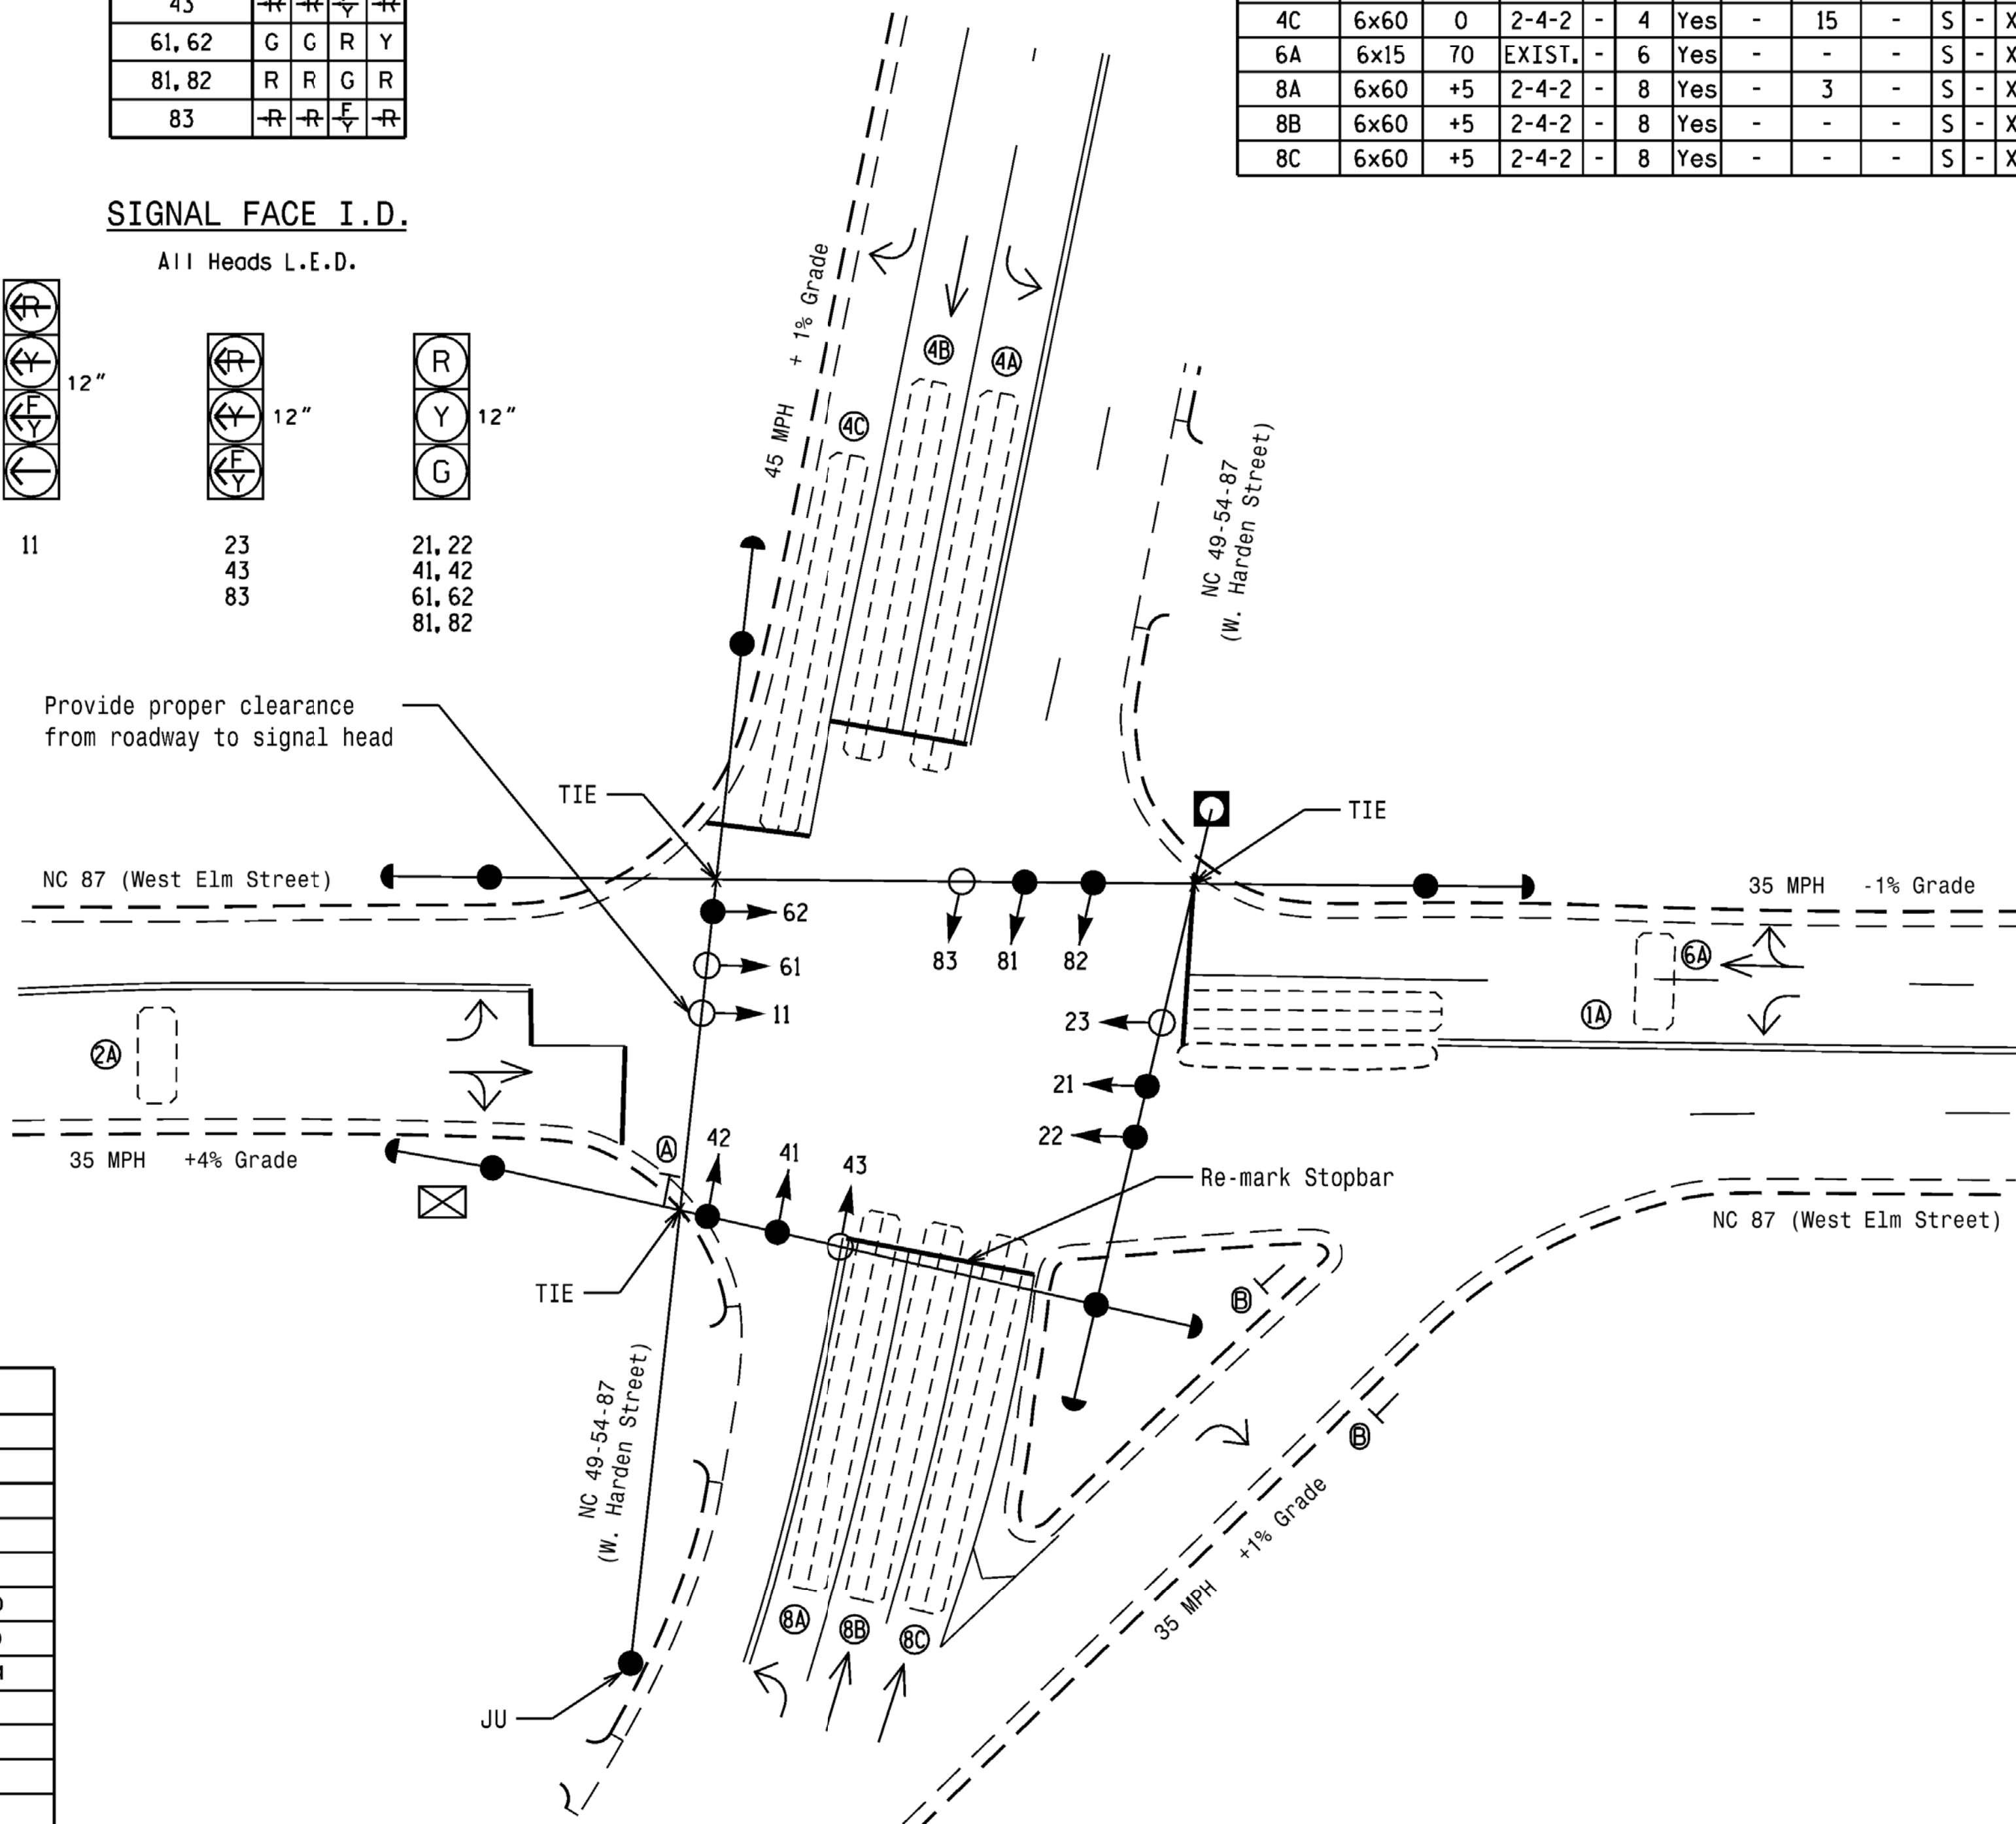 43 R R F Y R
61, 62 G G R Y
81, 82 R R G R
83 R R F Y R
4C 6x60 0 2-4-2 - 4 Yes - 15 - S - X
6A 6x15 70 EXIST. - 6 Yes - - - S - X
8A 6x60 +5 2-4-2 - 8 Yes - 3 - S - X
8B 6x60 +5 2-4-2 - 8 Yes - - - S - X
8C 6x60 +5 2-4-2 - 8 Yes - - - S - X
SIGNAL FACE I.D.
All Heads L.E.D.
R
Y
F
Y
12"
11
R
Y
F
Y
12"
23
43
83
R
Y
G
12"
21, 22
41, 42
61, 62
81, 82
45 MPH + 1% Grade
4B
4A
4C
NC 49-54-87
(W. Harden Street)
Provide proper clearance
from roadway to signal head
TIE
TIE
NC 87 (West Elm Street)
35 MPH -1% Grade
62
61
11
83
81
82
6A
1A
23
21
22
2A
35 MPH +4% Grade
A
42
41
43
Re-mark Stopbar
NC 87 (West Elm Street)
TIE
B
B
NC 49-54-87
(W. Harden Street)
35 MPH +1% Grade
8A
8B
8C
JU